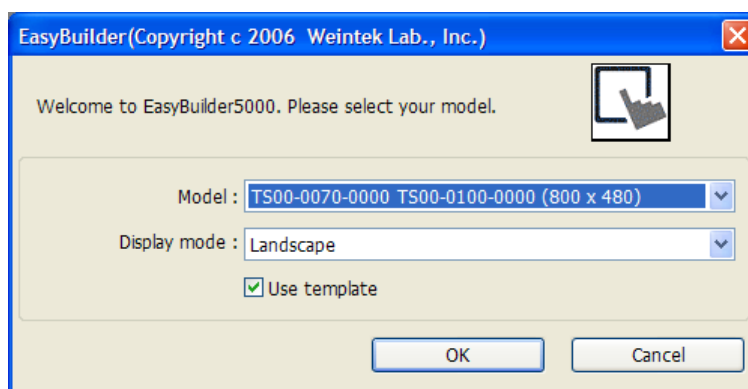 EasyBuilder(Copyright c 2006 Weintek Lab., Inc.)
Welcome to EasyBuilder5000. Please select your model.
Model : TS00-0070-0000 TS00-0100-0000 (800 x 480)
Display mode : Landscape
Use template
OK Cancel